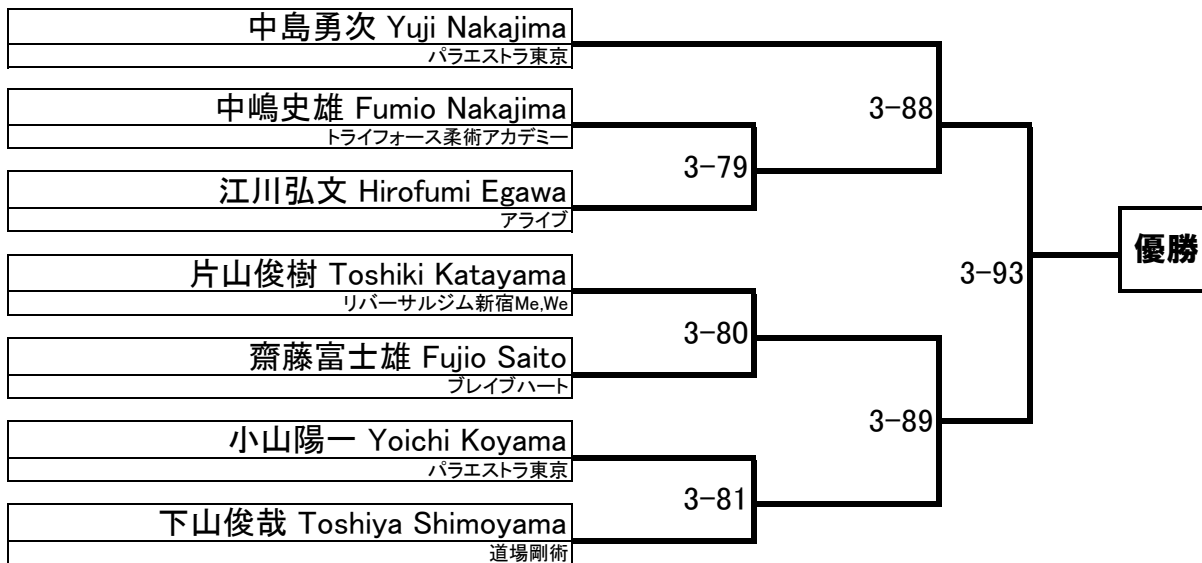 中島勇次 Yuji Nakajima
パラエストラ東京
中嶋史雄 Fumio Nakajima
トライフォース柔術アカデミー
江川弘文 Hirofumi Egawa
アライブ
片山俊樹 Toshiki Katayama
リバーサルジム新宿Me,We
齋藤富士雄 Fujio Saito
ブレイブハート
小山陽一 Yoichi Koyama
パラエストラ東京
下山俊哉 Toshiya Shimoyama
道場剛術
3-79
3-80
3-81
3-88
3-89
3-93
優勝